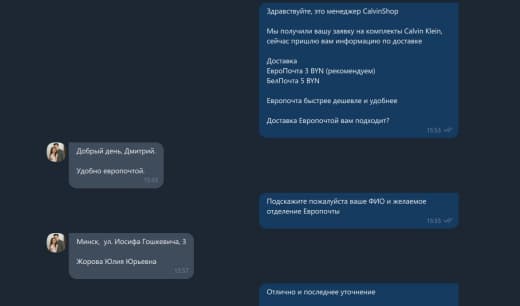 Здравствуйте, это менеджер CalvinShop
Мы получили вашу заявку на комплекты Calvin Klein,
сейчас пришлю вам информацию по доставке
Доставка
ЕвроПочта 3 BYN (рекомендуем)
БелПочта 5 BYN
Европочта быстрее дешевле и удобнее
Доставка Европочтой вам подходит?
15:53
Добрый день, Дмитрий.
Удобно европочтой.
Подскажите пожалуйста ваше ФИО и желаемое
отделение Европочты
15:55
Минск, ул. Иосифа Гошкевича, 3
Жорова Юлия Юрьевна
15:57
Отлично и последнее уточнение